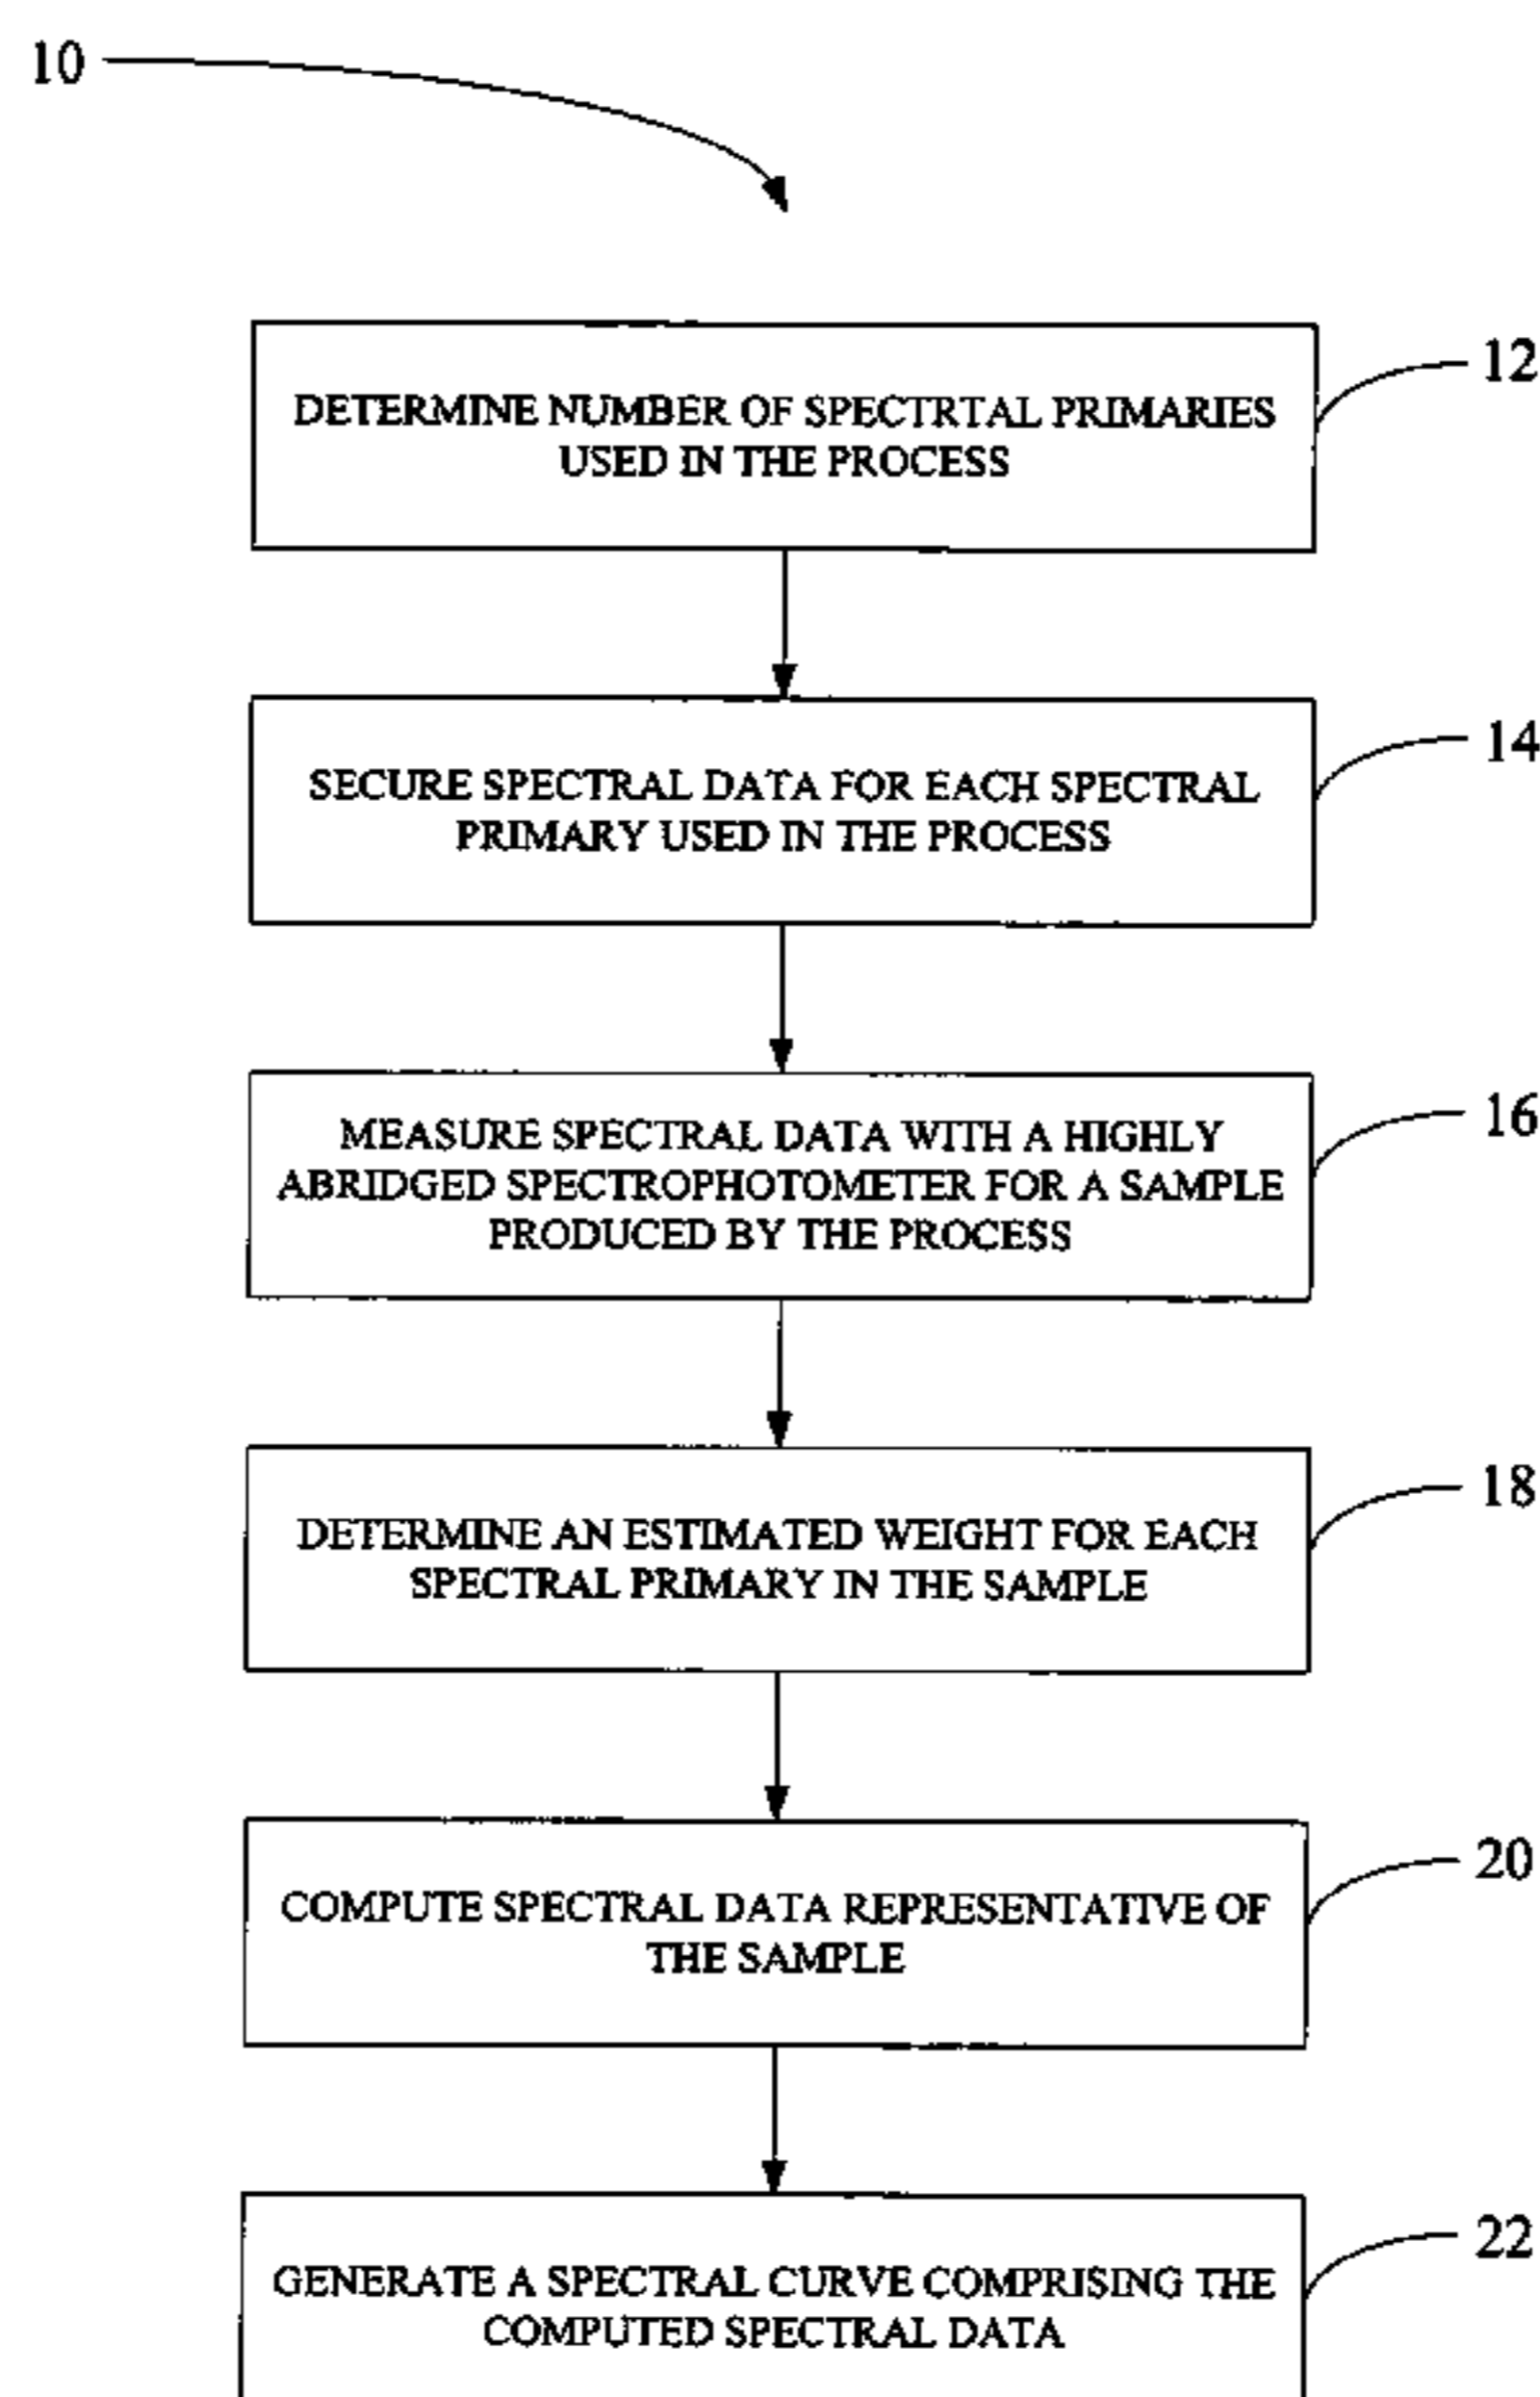 10
DETERMINE NUMBER OF SPECTRTAL PRIMARIES
USED IN THE PROCESS
12
SECURE SPECTRAL DATA FOR EACH SPECTRAL
PRIMARY USED IN THE PROCESS
14
MEASURE SPECTRAL DATA WITH A HIGHLY
ABRIDGED SPECTROPHOTOMETER FOR A SAMPLE
PRODUCED BY THE PROCESS
16
DETERMINE AN ESTIMATED WEIGHT FOR EACH
SPECTRAL PRIMARY IN THE SAMPLE
18
COMPUTE SPECTRAL DATA REPRESENTATIVE OF
THE SAMPLE
20
GENERATE A SPECTRAL CURVE COMPRISING THE
COMPUTED SPECTRAL DATA
22